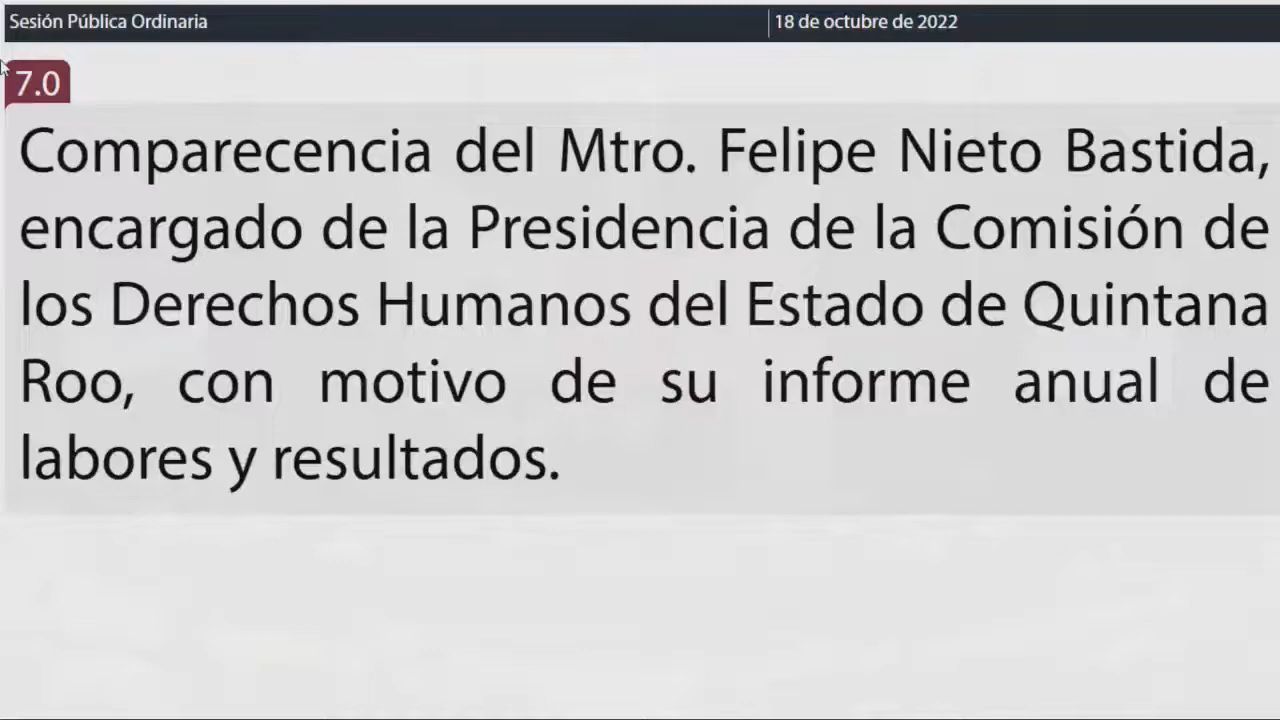 Sesión Pública Ordinaria
18 de octubre de 2022
7.0
Comparecencia del Mtro. Felipe Nieto Bastida,
encargado de la Presidencia de la Comisión de
los Derechos Humanos del Estado de Quintana
Roo, con motivo de su informe anual de
labores y resultados.